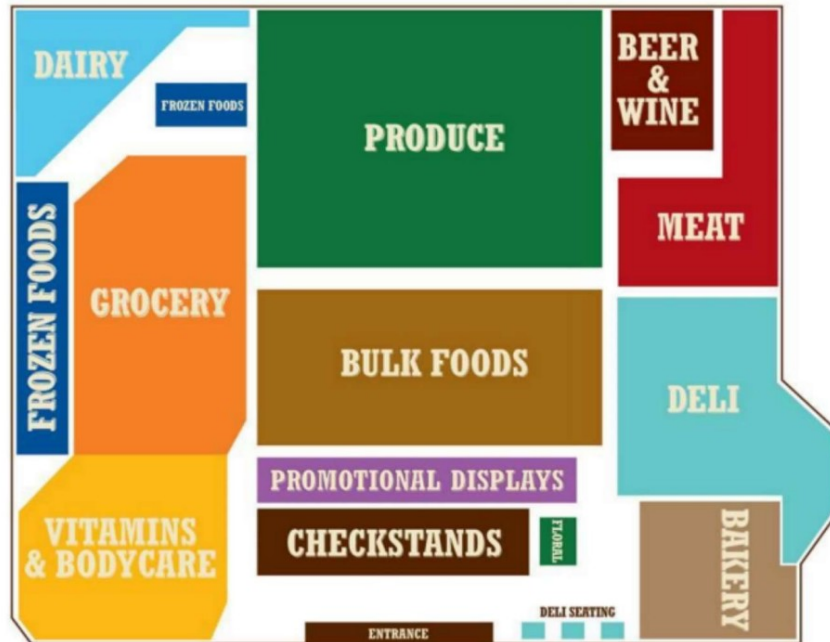 DAIRY
FROZEN FOODS
PRODUCE
BEER
&
WINE
MEAT
FROZEN FOODS
GROCERY
BULK FOODS
DELI
PROMOTIONAL DISPLAYS
VITAMINS
& BODYCARE
CHECKSTANDS
FLORAL
BAKERY
DELI SEATING
ENTRANCE